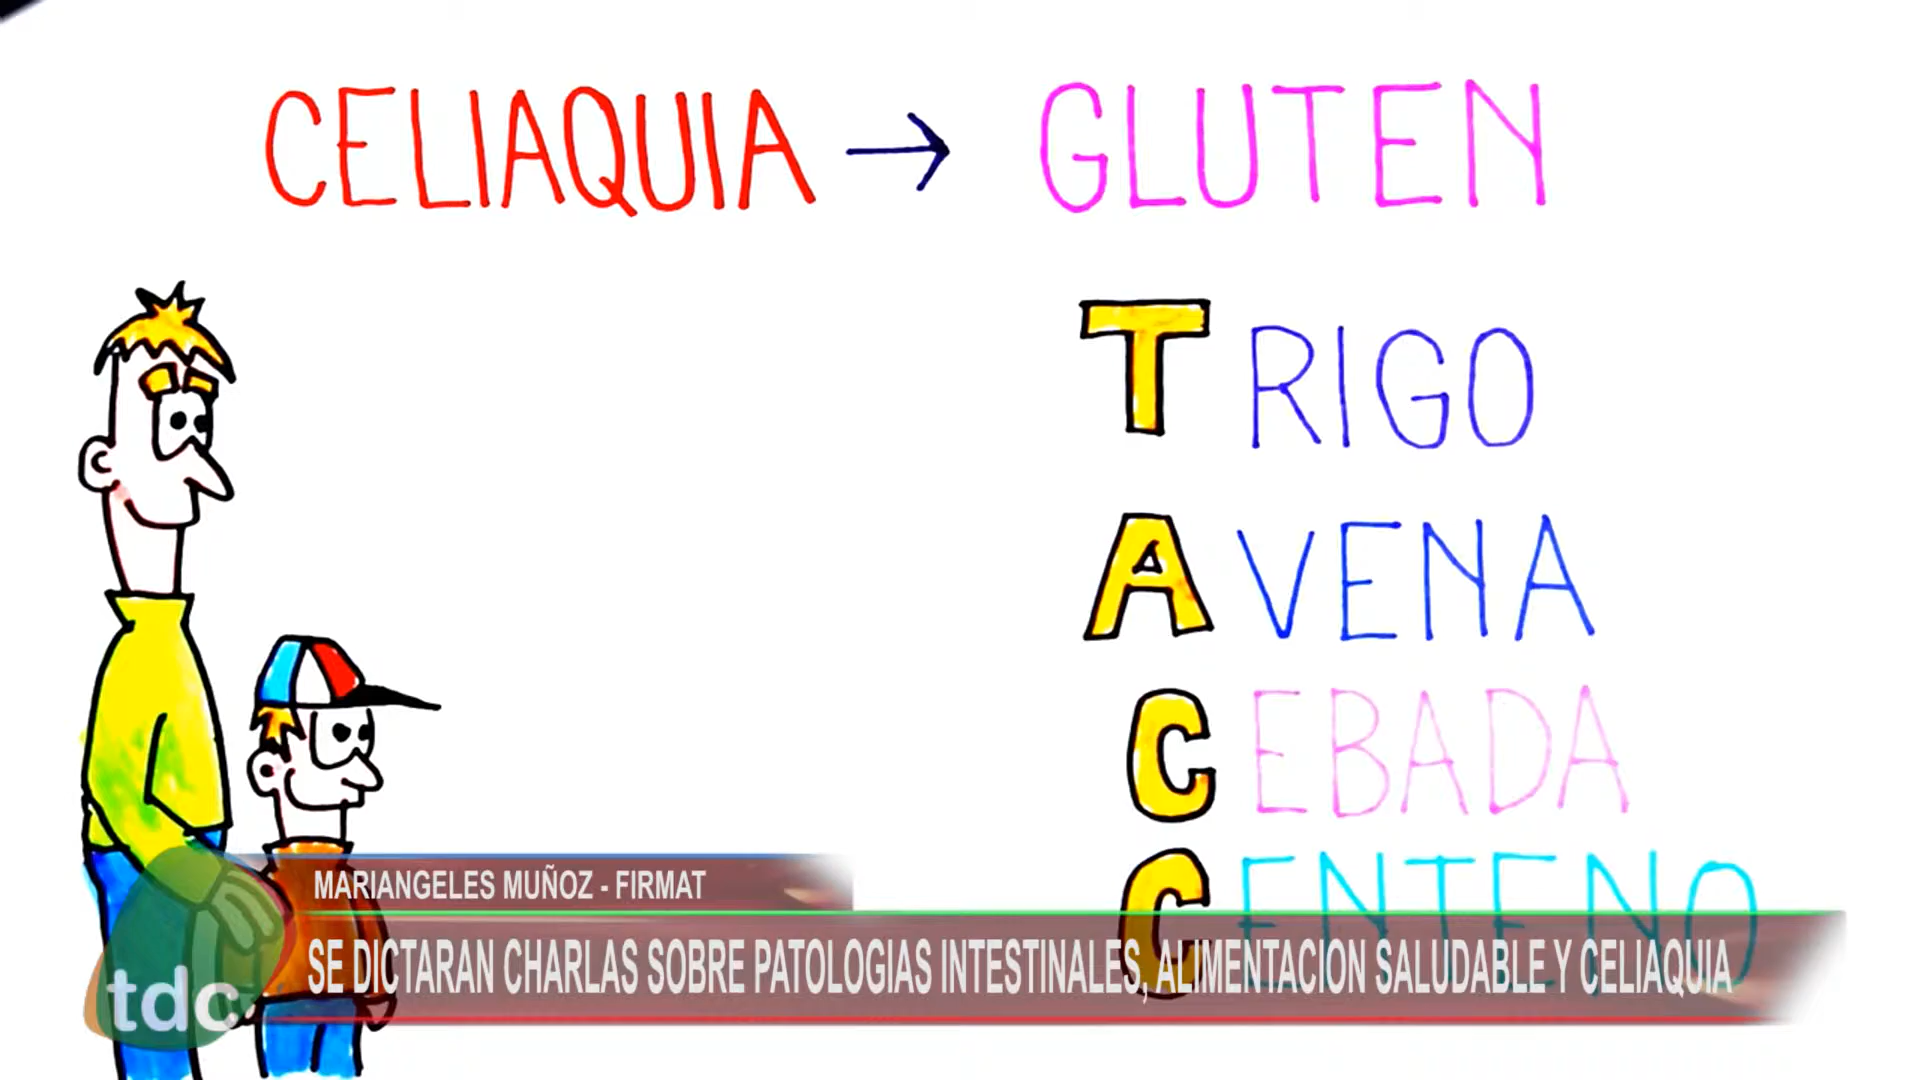 CELIAQUIA → GLUTEN
TRIGO
AVENA
CEBADA
CENTENO
MARIANGELES MUÑOZ - FIRMAT
SE DICTARAN CHARLAS SOBRE PATOLOGIAS INTESTINALES, ALIMENTACION SALUDABLE Y CELIAQUIA
tdc